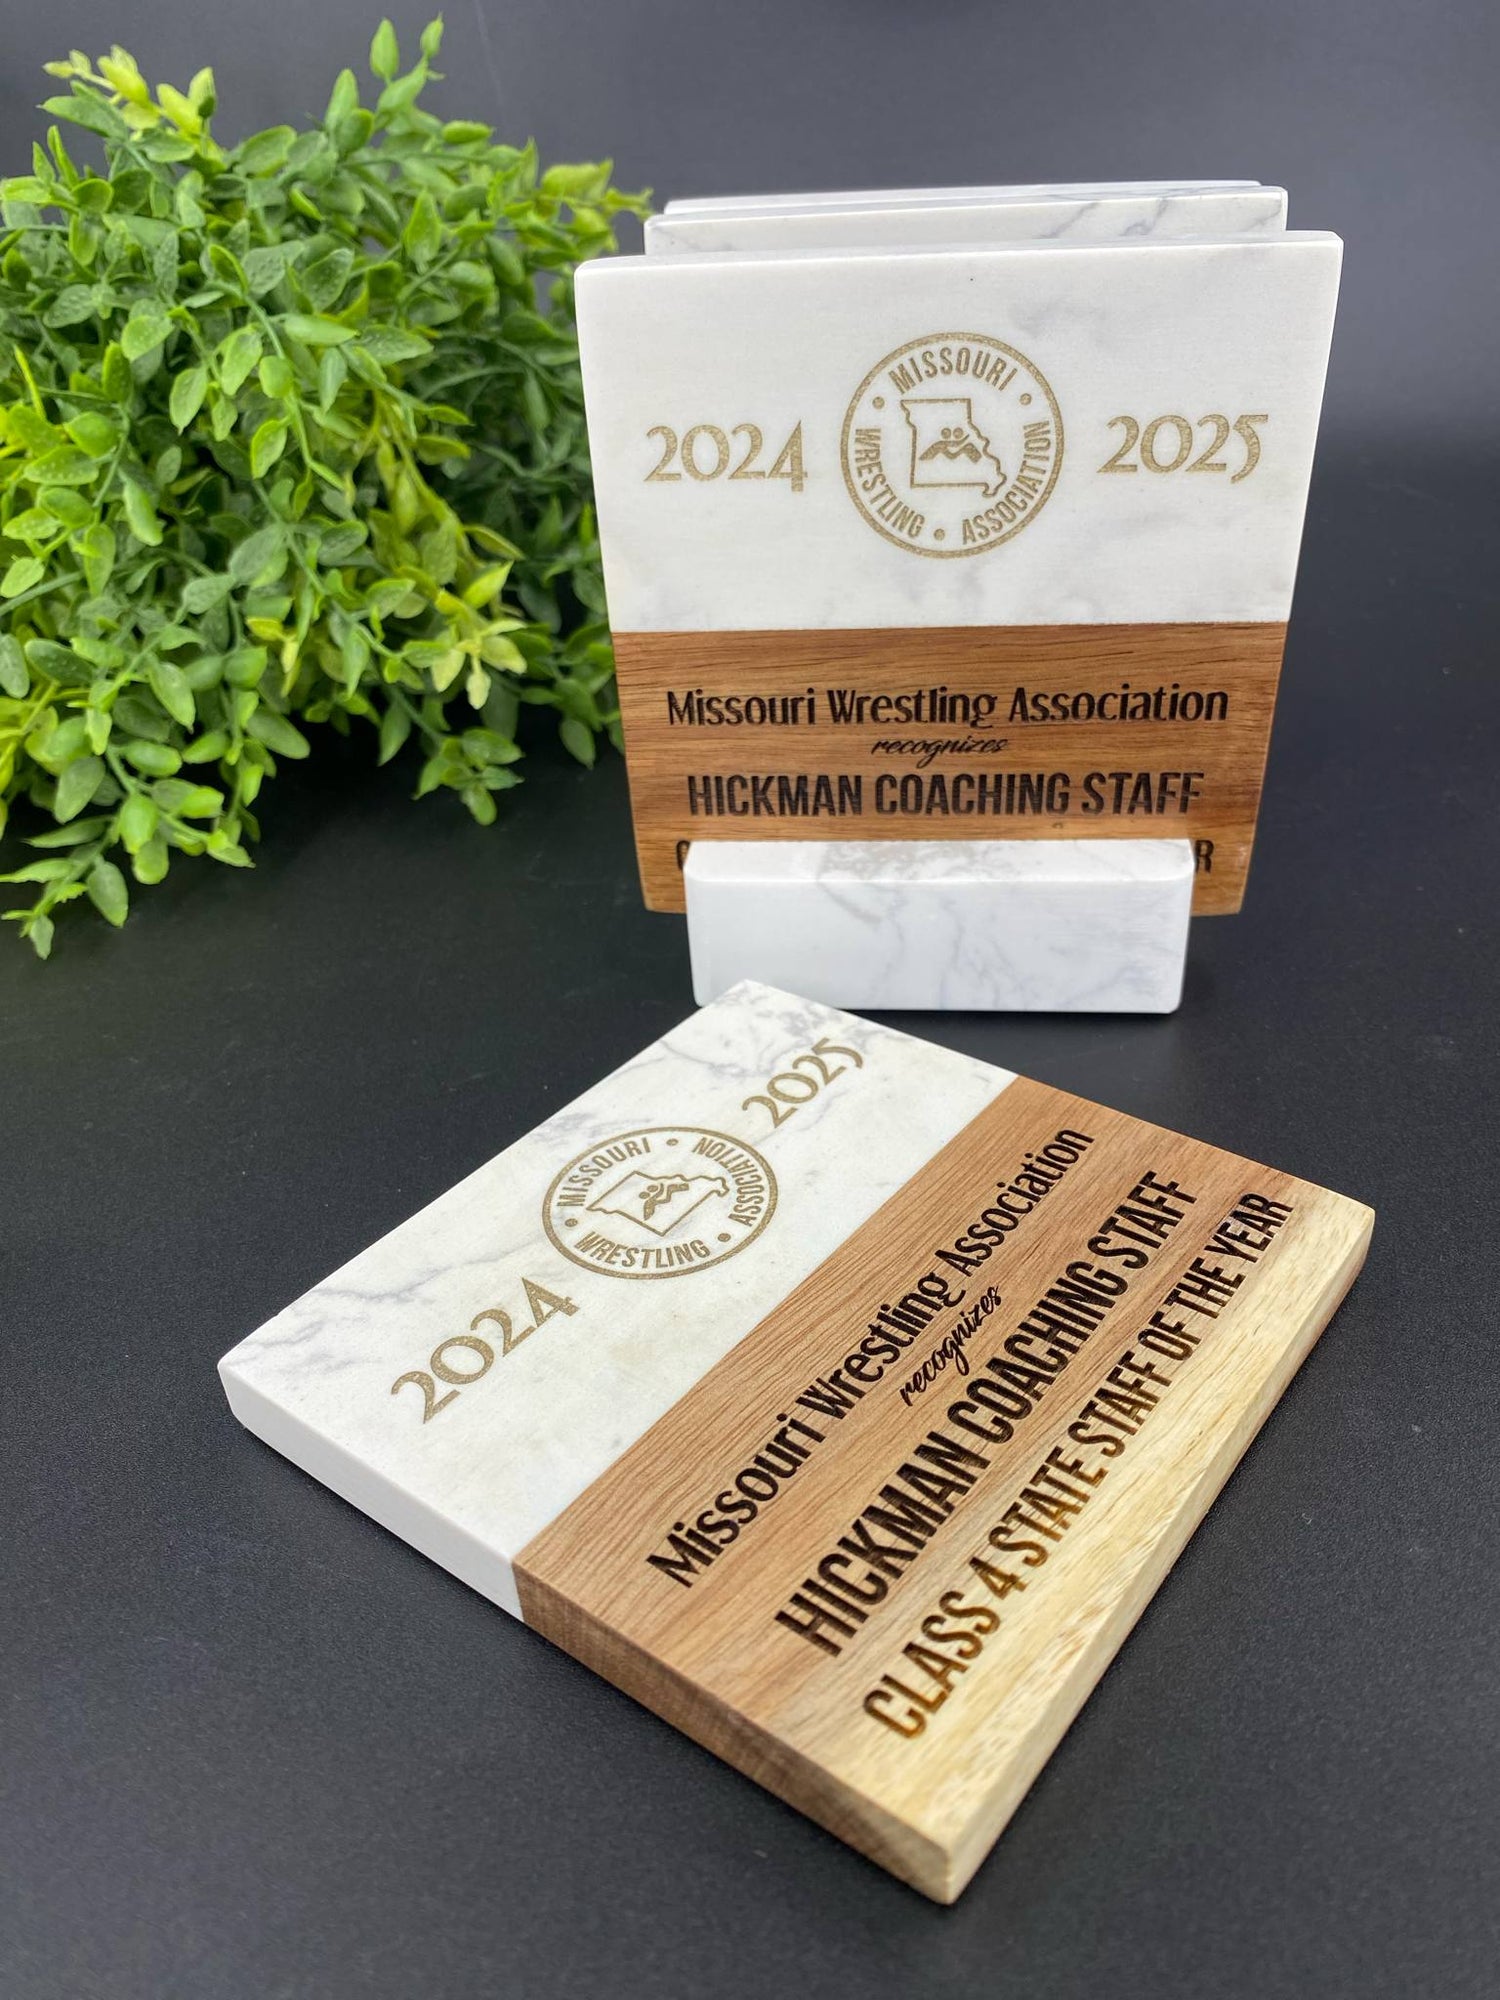 2024
MISSOURI
WRESTLING • ASSOCIATION
2025
Missouri Wrestling Association
recognizes
HICKMAN COACHING STAFF
2024
MISSOURI
WRESTLING • ASSOCIATION
2025
Missouri Wrestling Association
recognizes
HICKMAN COACHING STAFF
CLASS 4 STATE STAFF OF THE YEAR